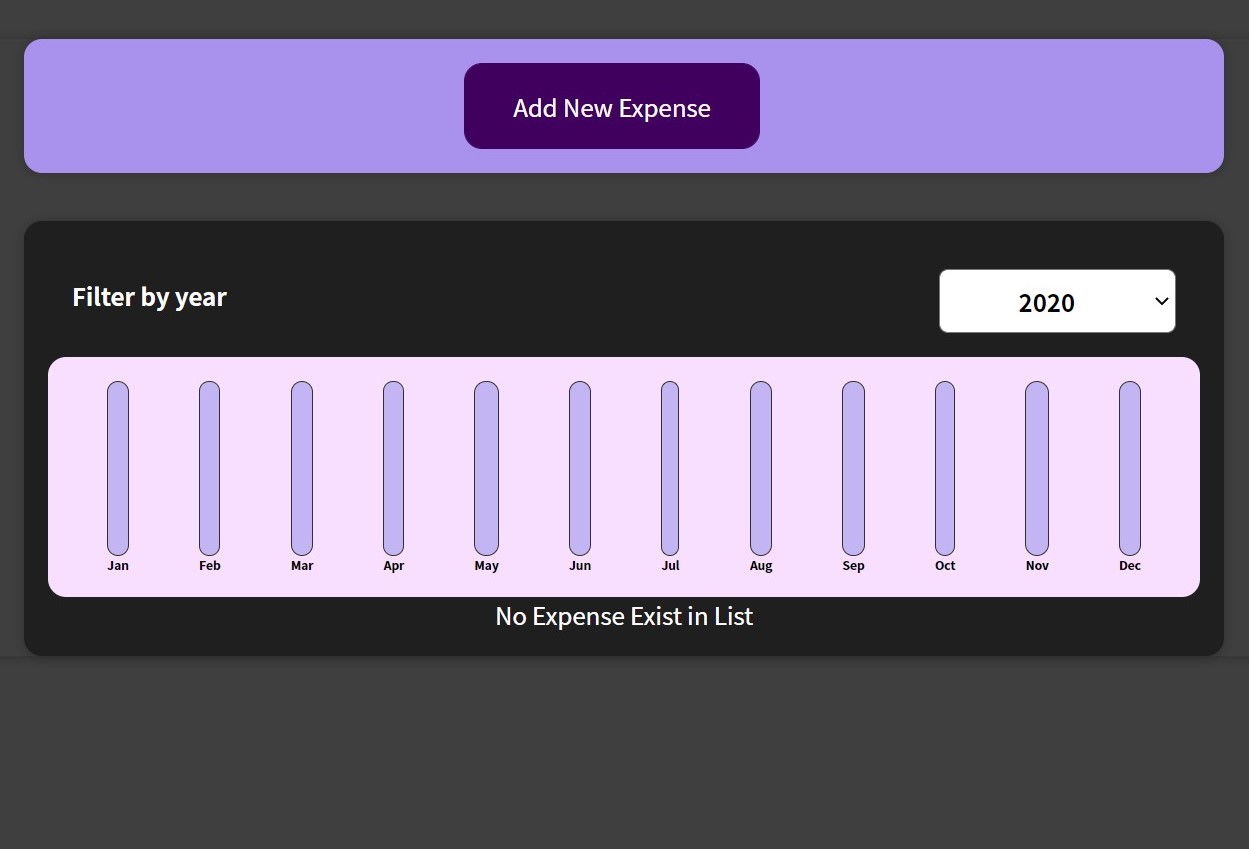 Add New Expense
Filter by year
2020
Jan Feb Mar Apr May Jun Jul Aug Sep Oct Nov Dec
No Expense Exist in List